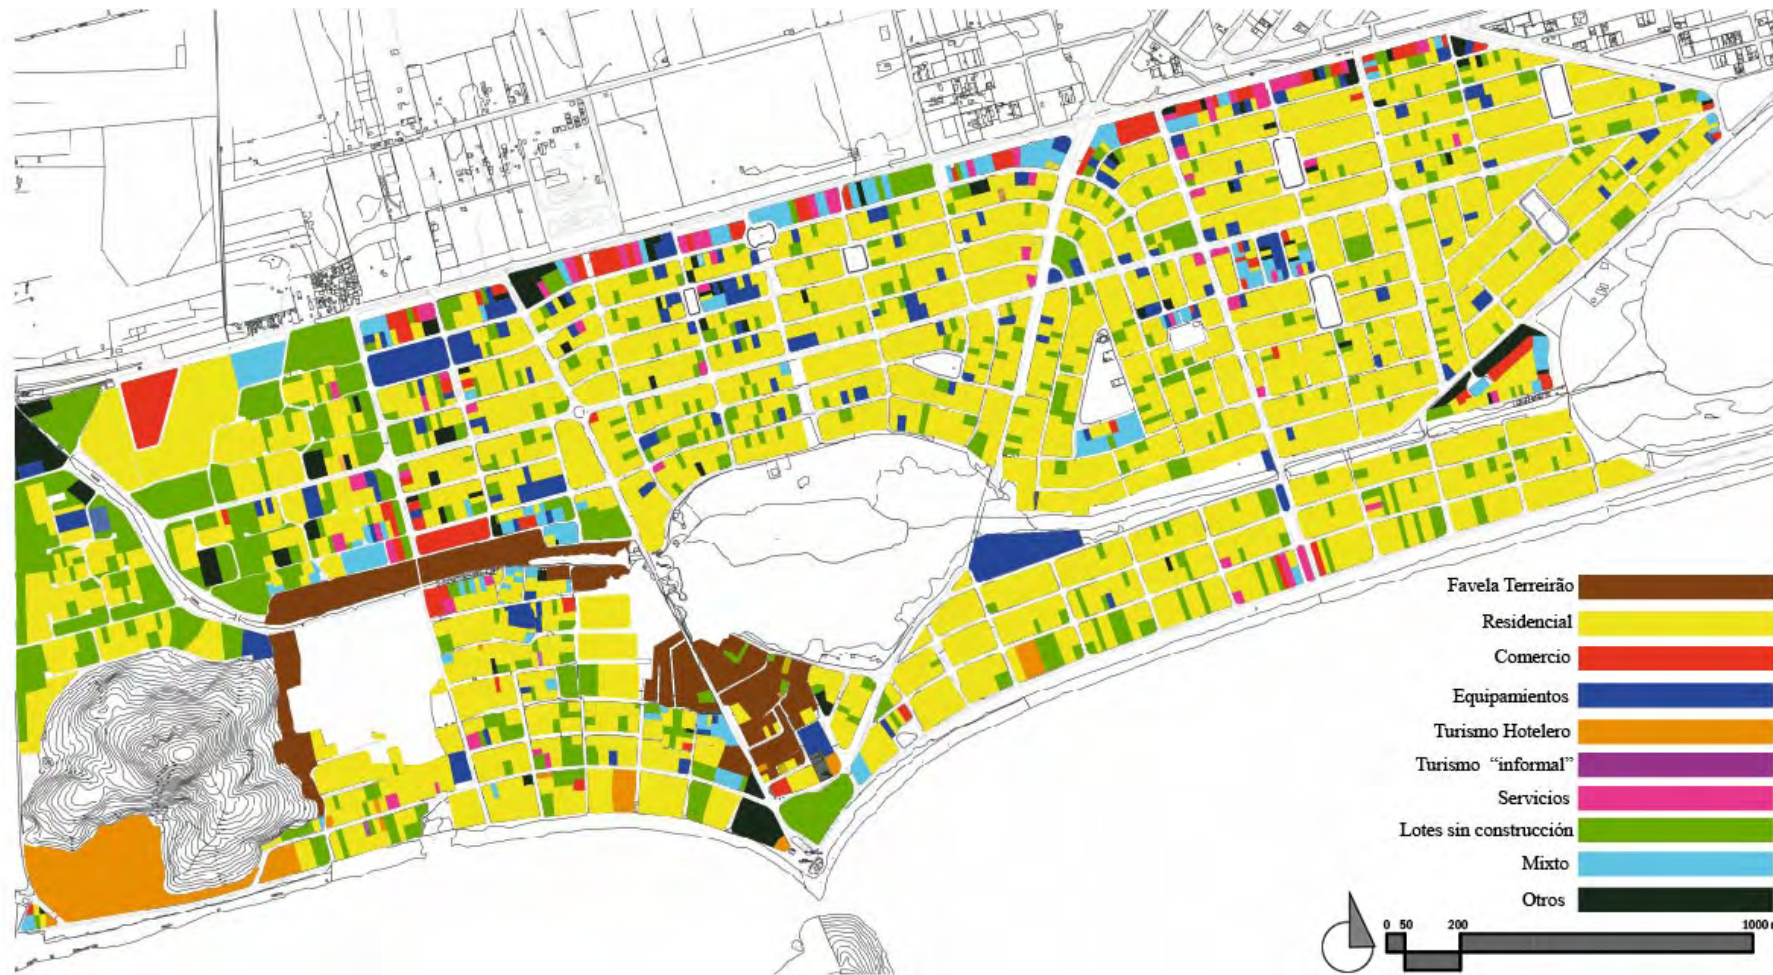 Favela Terreirão
Residencial
Comercio
Equipamientos
Turismo Hotelero
Turismo “informal”
Servicios
Lotes sin construcción
Mixto
Otros
0 50 200 1000